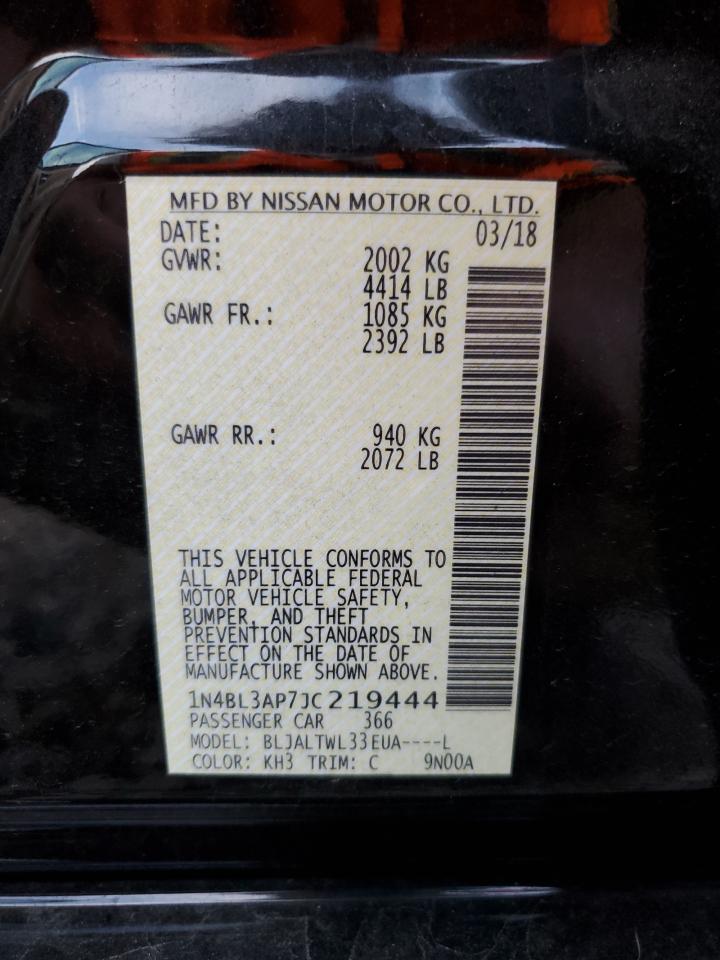 MFD BY NISSAN MOTOR CO., LTD.
DATE: 03/18
GVWR: 2002 KG
4414 LB
GAWR FR.: 1085 KG
2392 LB
GAWR RR.: 940 KG
2072 LB
THIS VEHICLE CONFORMS TO
ALL APPLICABLE FEDERAL
MOTOR VEHICLE SAFETY,
BUMPER, AND THEFT
PREVENTION STANDARDS IN
EFFECT ON THE DATE OF
MANUFACTURE SHOWN ABOVE.
1N4BL3AP7JC219444
PASSENGER CAR 366
MODEL: BLJALTWL33EUA----L
COLOR: KH3 TRIM: C 9N00A